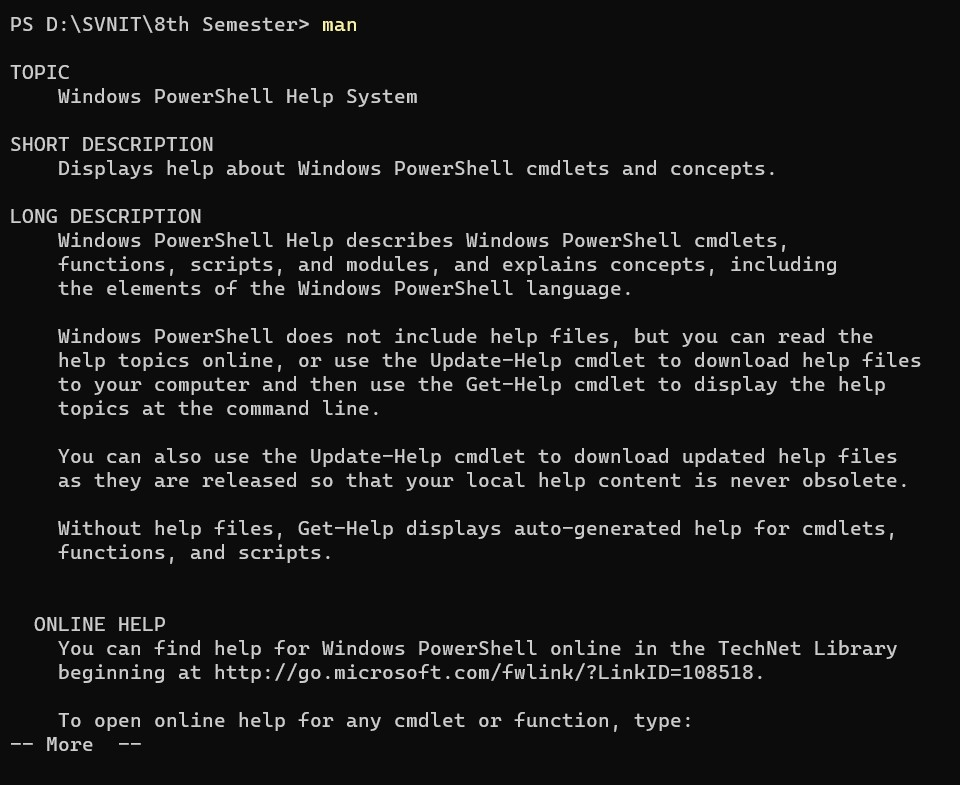 PS D:\SVNIT\8th Semester> man
TOPIC
Windows PowerShell Help System
SHORT DESCRIPTION
Displays help about Windows PowerShell cmdlets and concepts.
LONG DESCRIPTION
Windows PowerShell Help describes Windows PowerShell cmdlets,
functions, scripts, and modules, and explains concepts, including
the elements of the Windows PowerShell language.
Windows PowerShell does not include help files, but you can read the
help topics online, or use the Update-Help cmdlet to download help files
to your computer and then use the Get-Help cmdlet to display the help
topics at the command line.
You can also use the Update-Help cmdlet to download updated help files
as they are released so that your local help content is never obsolete.
Without help files, Get-Help displays auto-generated help for cmdlets,
functions, and scripts.
ONLINE HELP
You can find help for Windows PowerShell online in the TechNet Library
beginning at http://go.microsoft.com/fwlink/?LinkID=108518.
To open online help for any cmdlet or function, type:
-- More  --